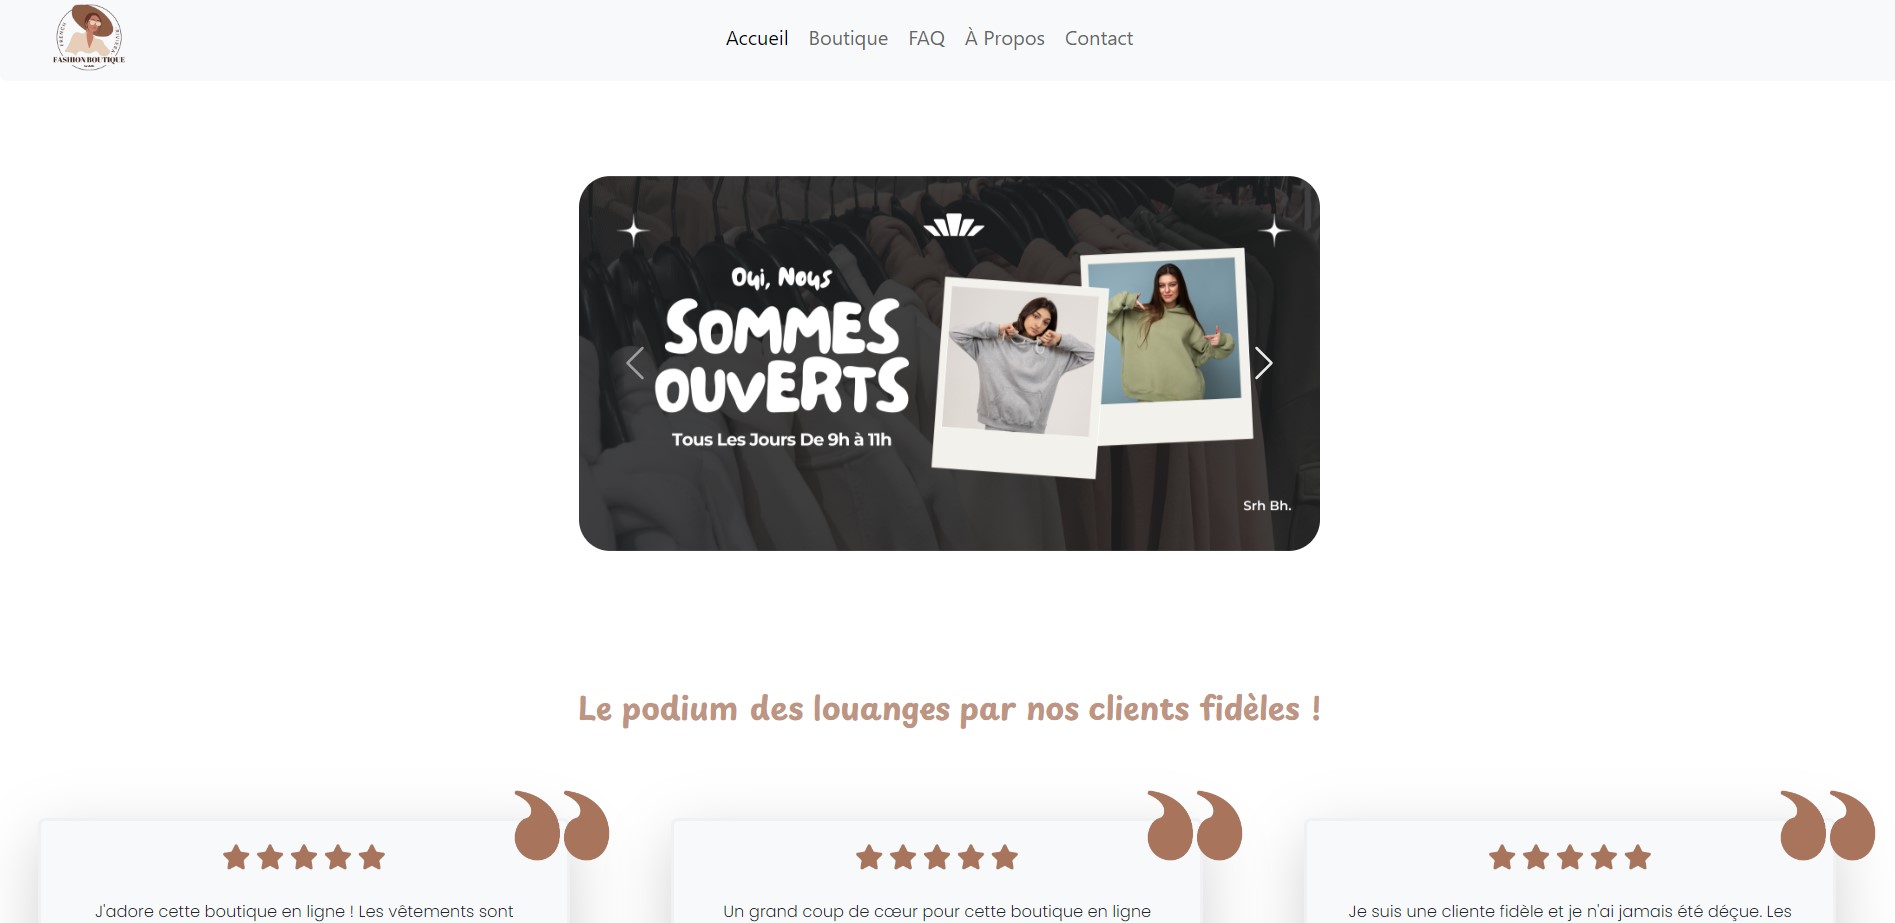 FRENCH RIVIERA
FASHION BOUTIQUE
Accueil Boutique FAQ À Propos Contact
Oui, Nous
SOMMES
OUVERTS
Tous Les Jours De 9h à 11h
Srh Bh.
Le podium des louanges par nos clients fidèles !
J'adore cette boutique en ligne ! Les vêtements sont
Un grand coup de cœur pour cette boutique en ligne
Je suis une cliente fidèle et je n'ai jamais été déçue. Les